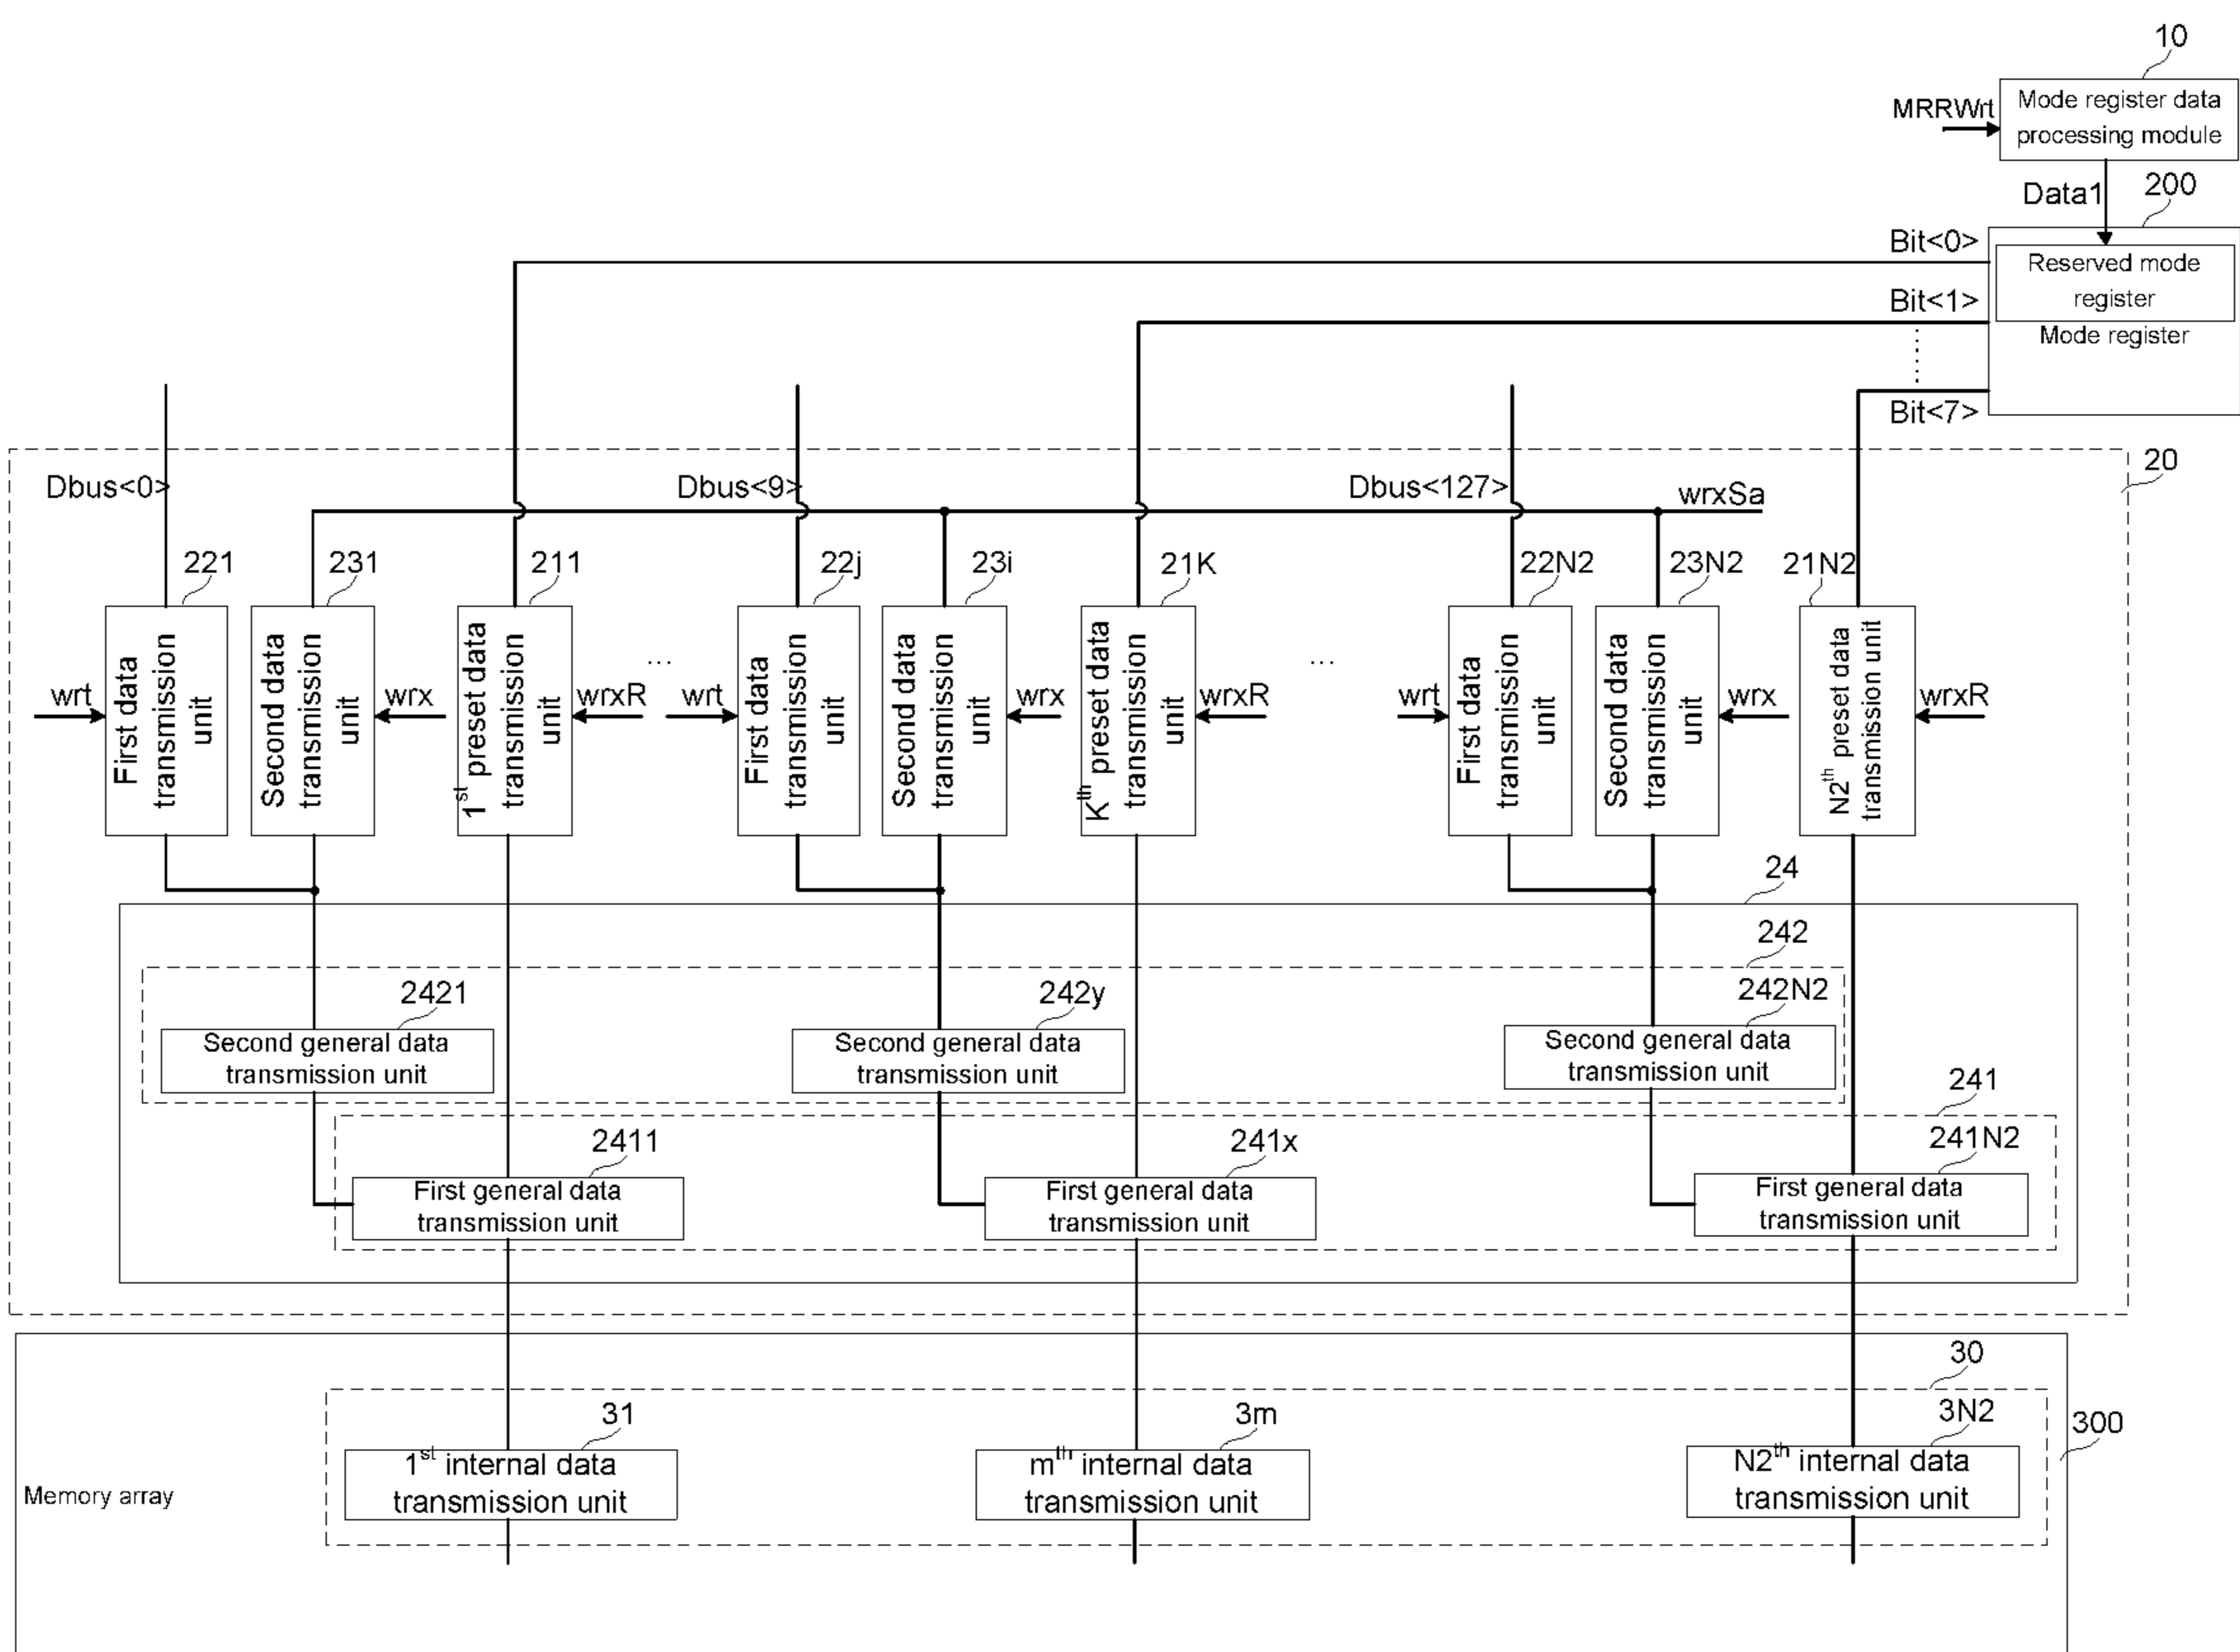 10
MRRWrt
Mode register data
processing module
Data1
200
Bit<0>
Reserved mode
register
Bit<1>
Mode register
Bit<7>
20
Dbus<0>
Dbus<9>
Dbus<127>
wrxSa
221
231
211
22j
23i
21K
22N2
23N2
21N2
wrt
First data
transmission
unit
Second data
transmission
unit
wrx
1st preset data
transmission
unit
wrxR
...
wrt
First data
transmission
unit
Second data
transmission
unit
wrx
Kth preset data
transmission
unit
wrxR
...
wrt
First data
transmission
unit
Second data
transmission
unit
wrx
N2th preset data
transmission unit
wrxR
24
242
2421
242y
242N2
Second general data
transmission unit
Second general data
transmission unit
Second general data
transmission unit
241
2411
241x
241N2
First general data
transmission unit
First general data
transmission unit
First general data
transmission unit
30
31
3m
3N2
300
1st internal data
transmission unit
mth internal data
transmission unit
N2th internal data
transmission unit
Memory array